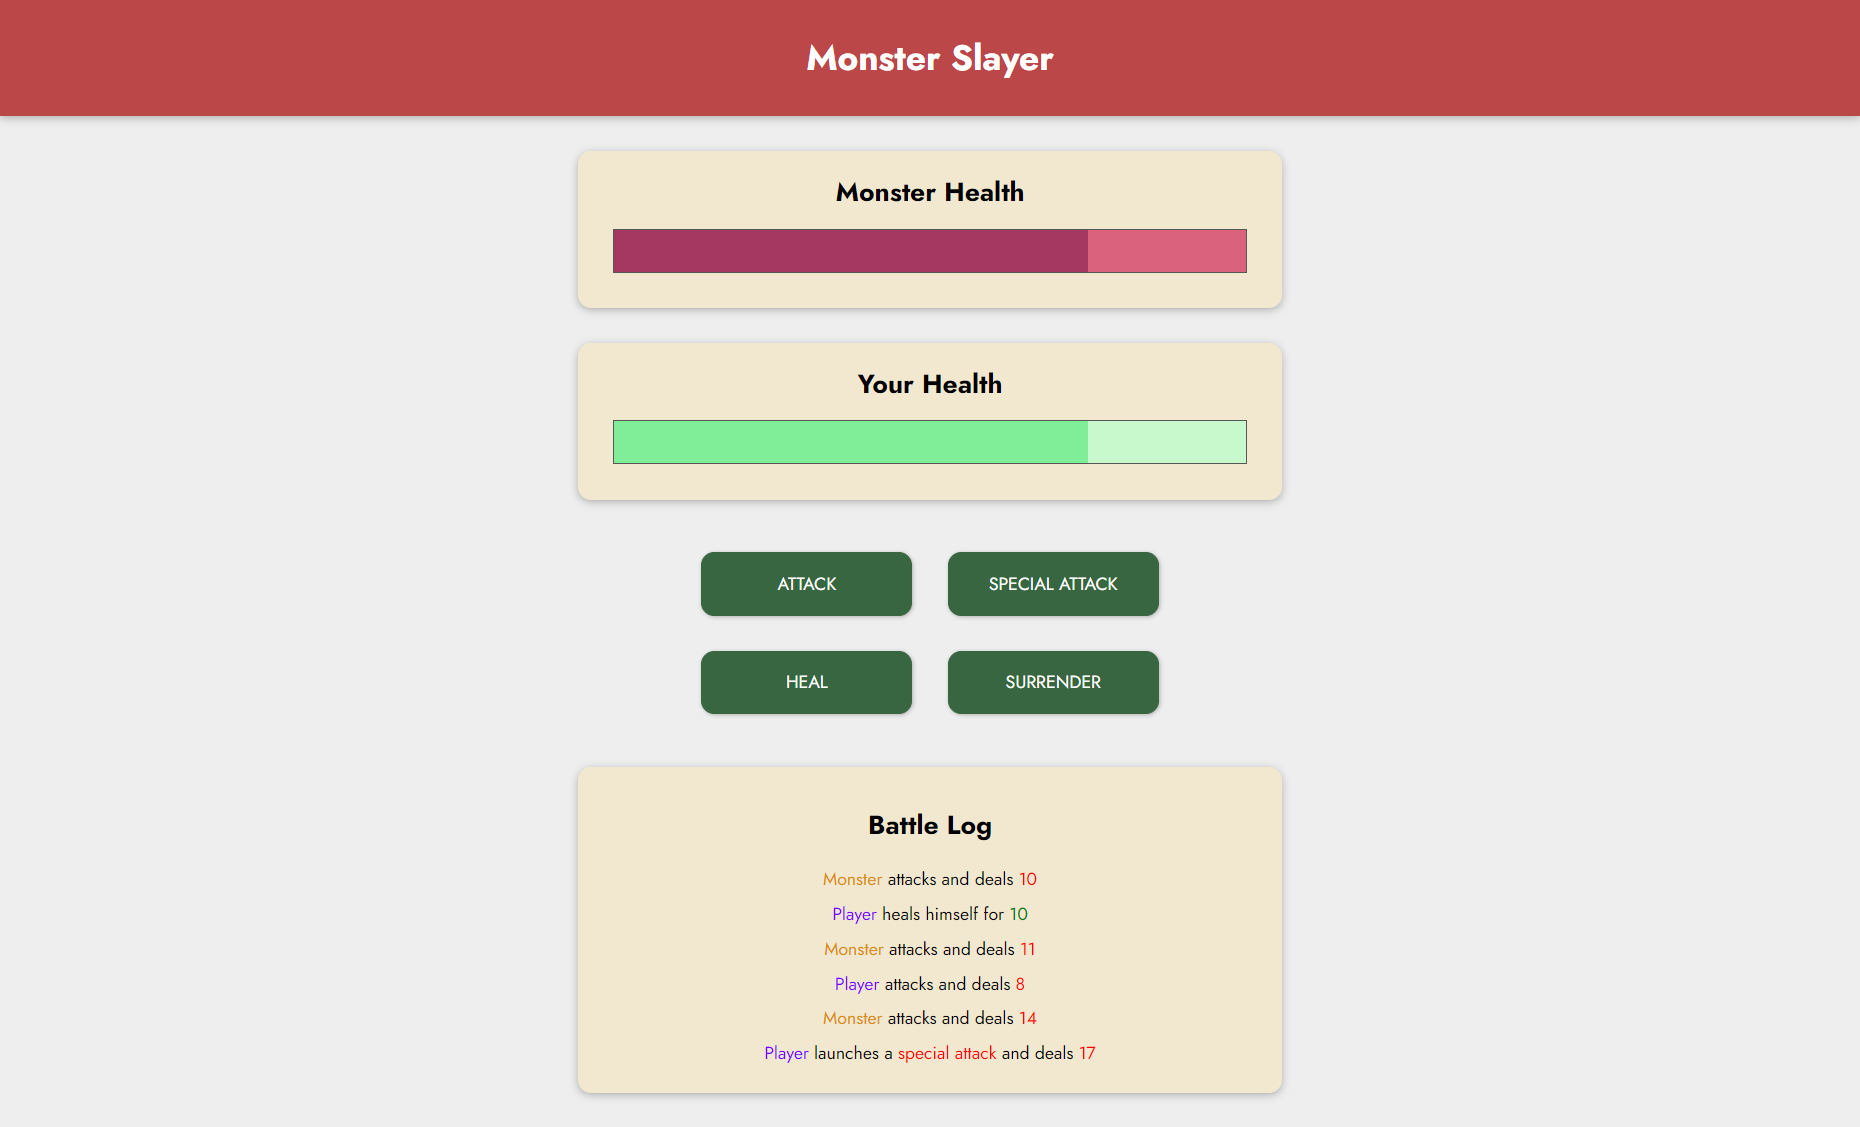 Monster Slayer
Monster Health
Your Health
ATTACK SPECIAL ATTACK
HEAL SURRENDER
Battle Log
Monster attacks and deals 10
Player heals himself for 10
Monster attacks and deals 11
Player attacks and deals 8
Monster attacks and deals 14
Player launches a special attack and deals 17